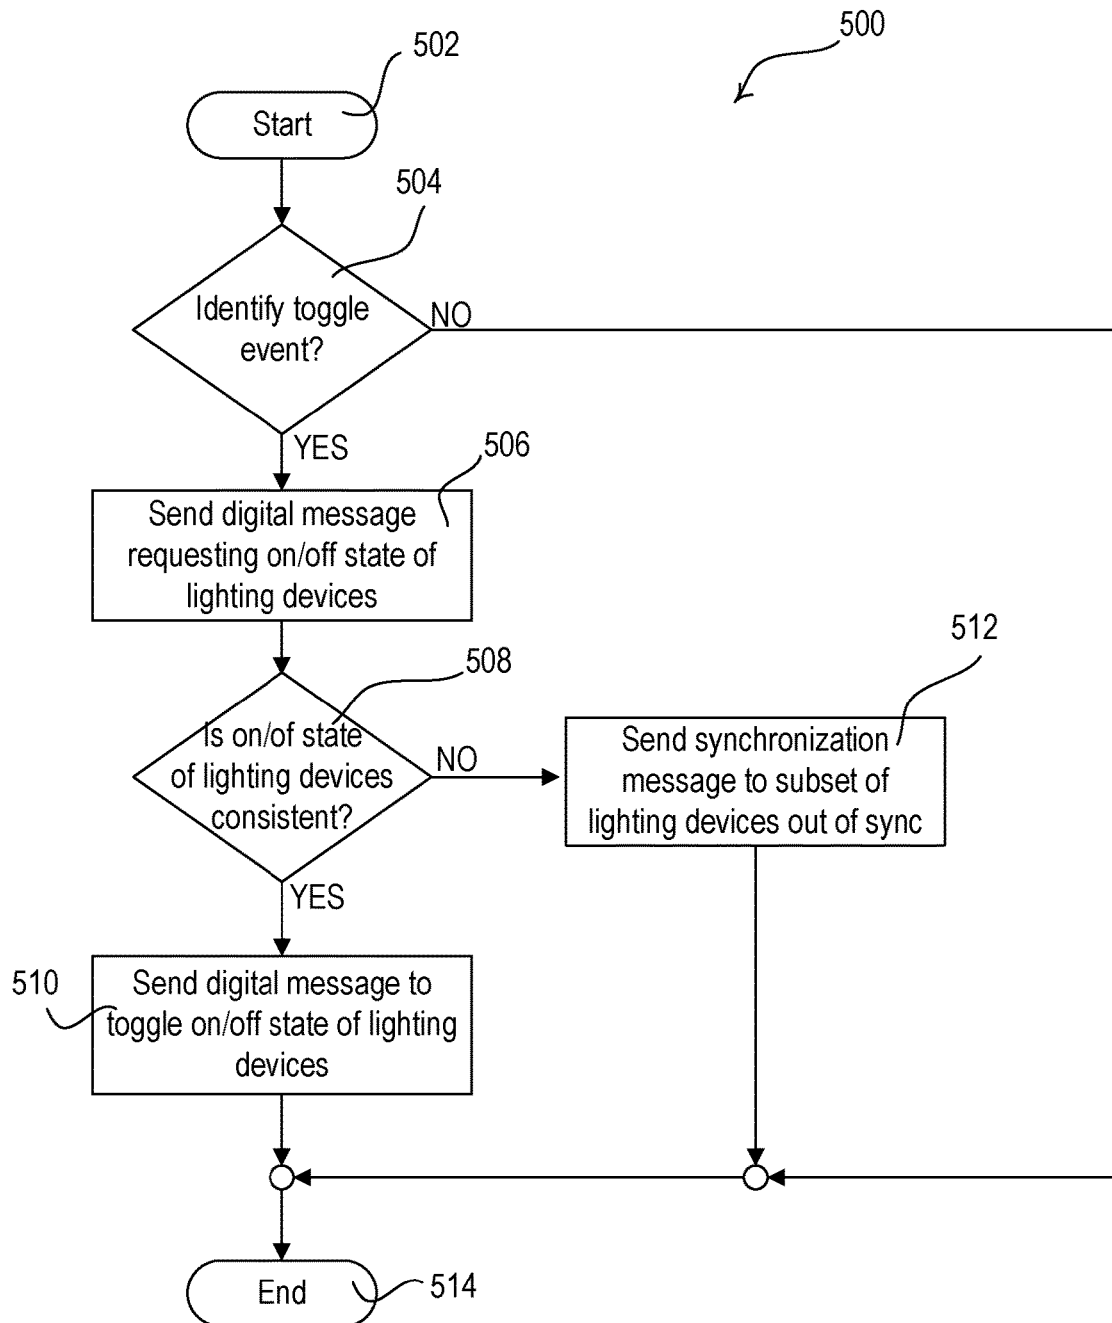 500
502
Start
504
Identify toggle
event?
NO
YES
506
Send digital message
requesting on/off state of
lighting devices
508
Is on/of state
of lighting devices
consistent?
NO
512
Send synchronization
message to subset of
lighting devices out of sync
YES
510
Send digital message to
toggle on/off state of lighting
devices
End
514